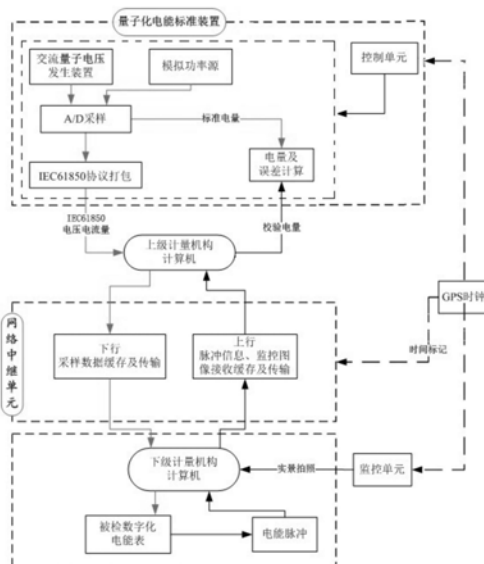 量子化电能标准装置
交流量子电压
发生装置
模拟功率源
控制单元
A/D采样
标准电量
IEC61850协议打包
电量及
误差计算
IEC61850
电压电流量
校验电量
上级计量机构
计算机
GPS时钟
网络中继单元
下行
采样数据缓存及传输
上行
脉冲信息、监控图
像接收缓存及传输
时间标记
下级计量机构
计算机
实景拍照
监控单元
被检数字化
电能表
电能脉冲